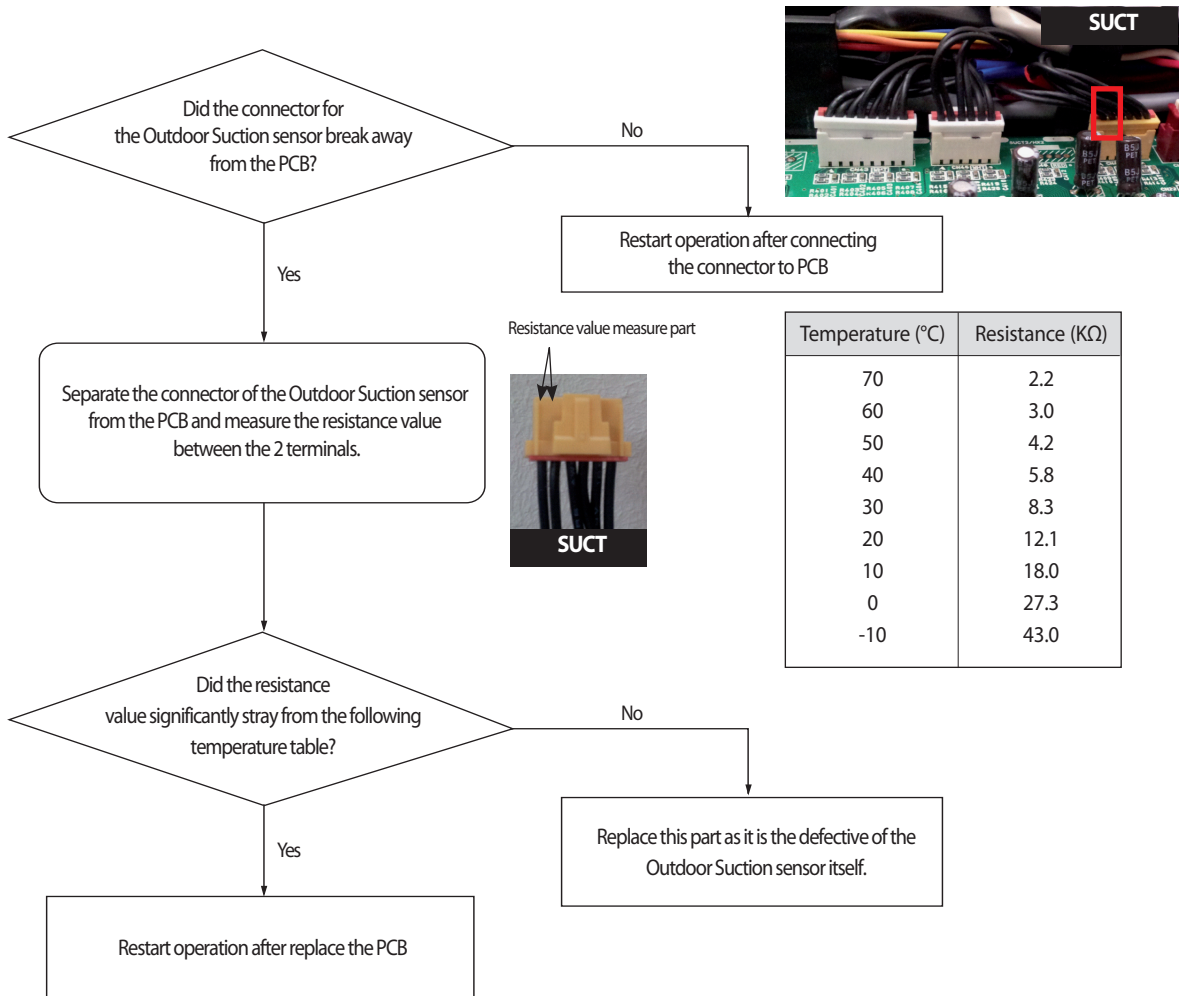 SUCT
Did the connector for
the Outdoor Suction sensor break away
from the PCB?
No
Restart operation after connecting
the connector to PCB
Yes
Resistance value measure part
Separate the connector of the Outdoor Suction sensor
from the PCB and measure the resistance value
between the 2 terminals.
SUCT
Temperature (°C) Resistance (KΩ)
70 2.2
60 3.0
50 4.2
40 5.8
30 8.3
20 12.1
10 18.0
0 27.3
-10 43.0
Did the resistance
value significantly stray from the following
temperature table?
No
Replace this part as it is the defective of the
Outdoor Suction sensor itself.
Yes
Restart operation after replace the PCB